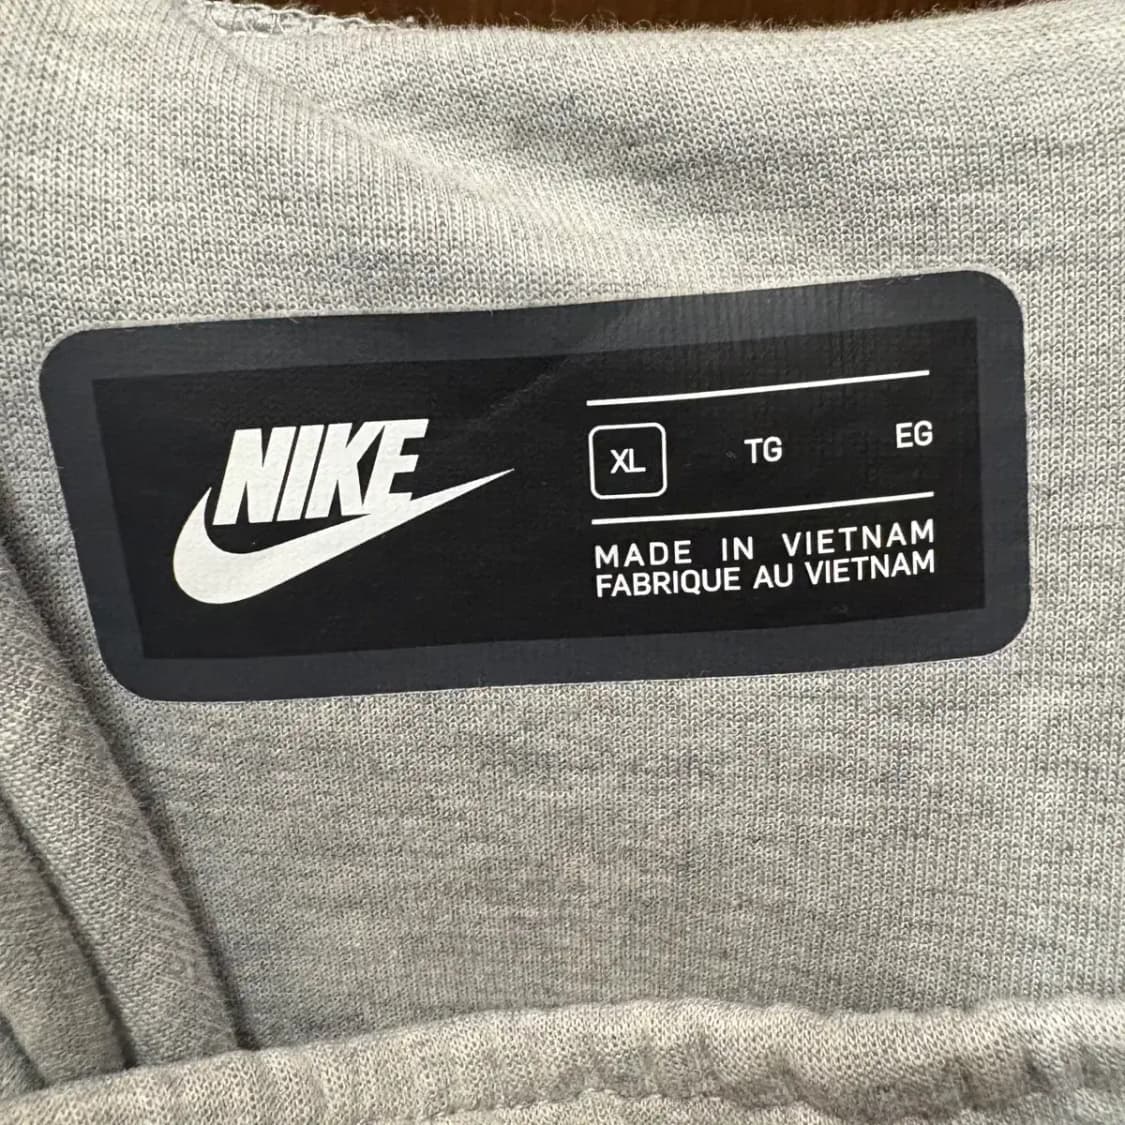 NIKE
XL TG EG
MADE IN VIETNAM
FABRIQUE AU VIETNAM